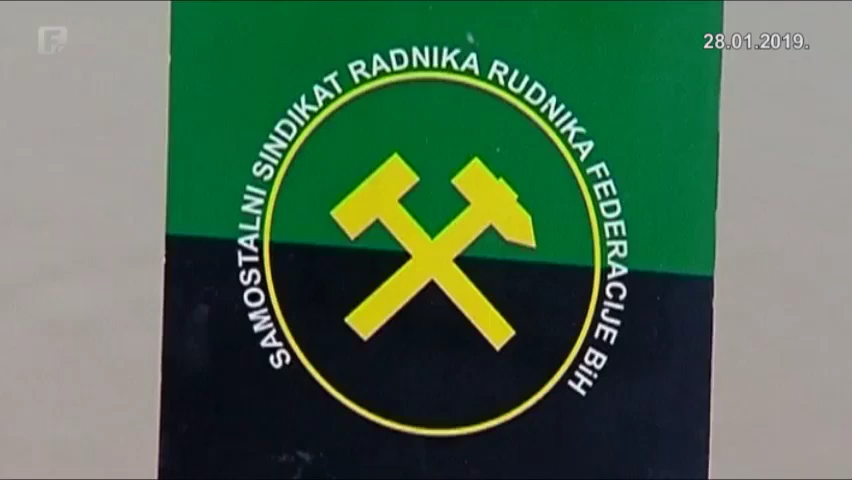 28.01.2019.
SAMOSTALNI SINDIKAT RADNIKA RUDNIKA FEDERACIJE BiH